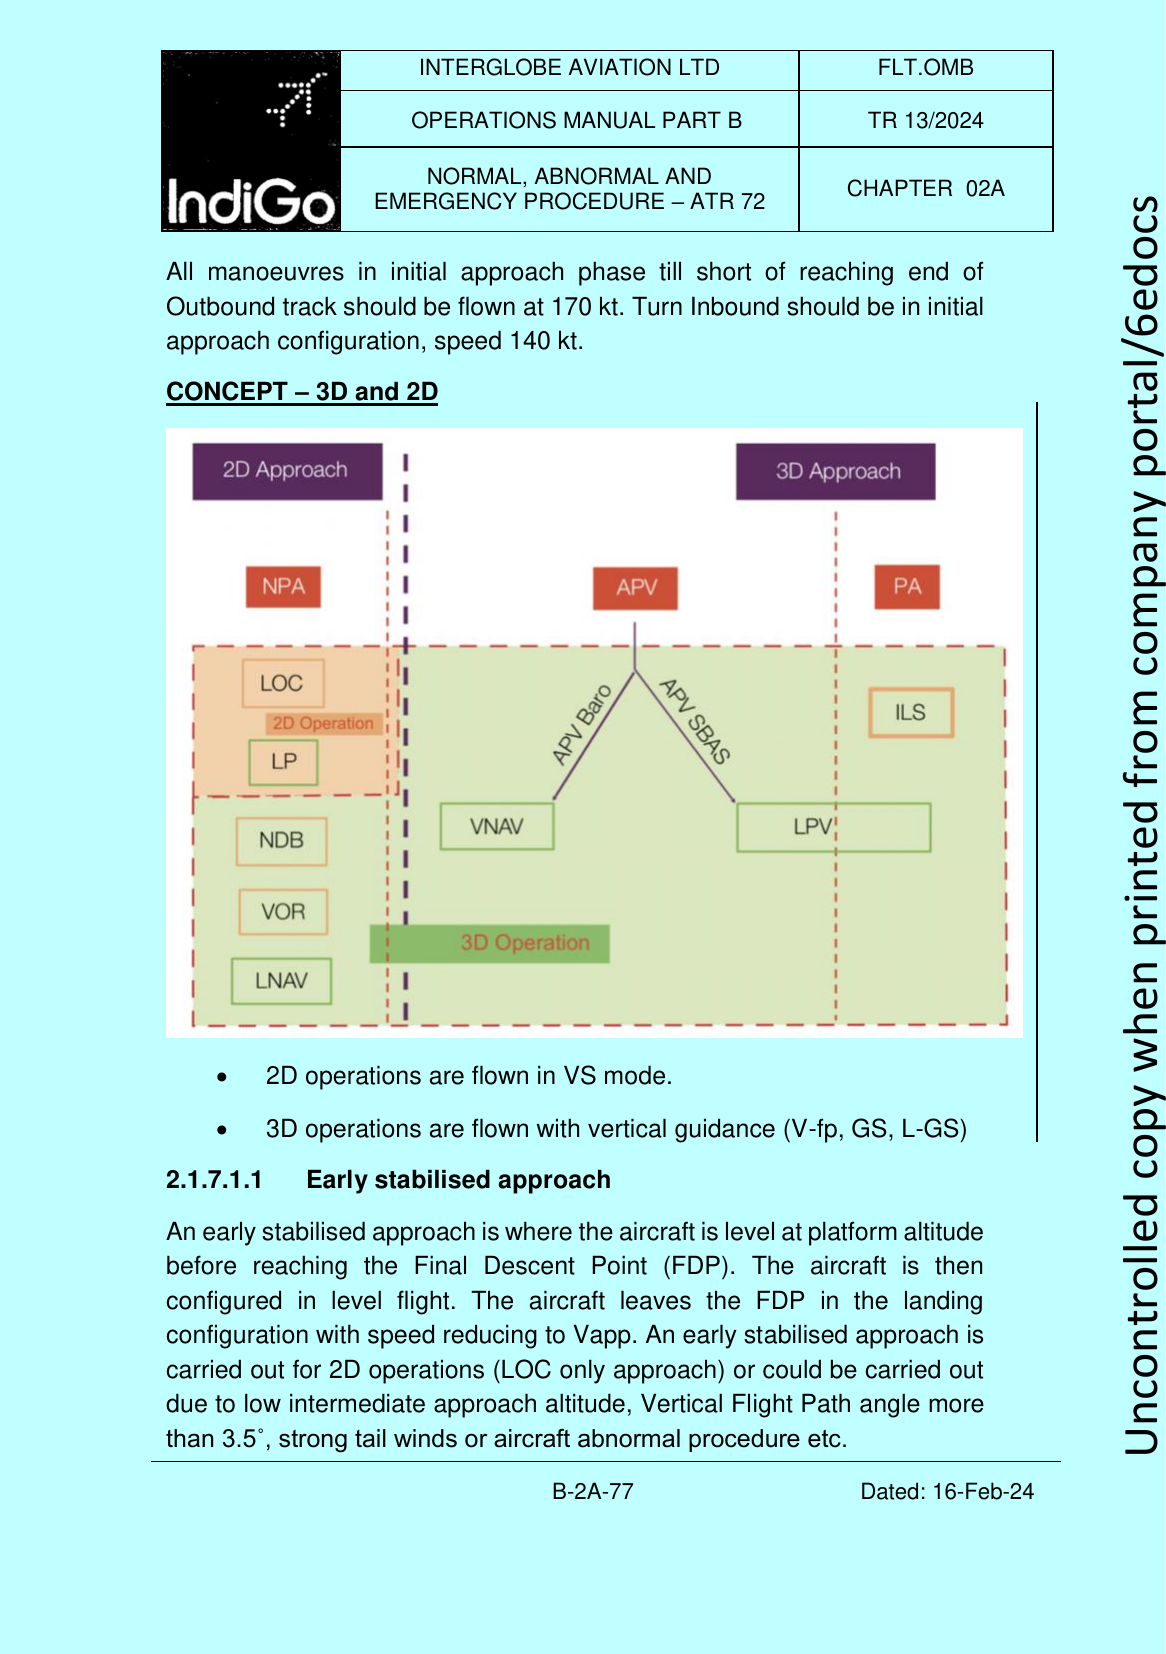 IndiGo
INTERGLOBE AVIATION LTD
FLT.OMB
OPERATIONS MANUAL PART B
TR 13/2024
NORMAL, ABNORMAL AND
EMERGENCY PROCEDURE – ATR 72
CHAPTER 02A
All manoeuvres in initial approach phase till short of reaching end of
Outbound track should be flown at 170 kt. Turn Inbound should be in initial
approach configuration, speed 140 kt.
CONCEPT – 3D and 2D
2D Approach
3D Approach
NPA
APV
PA
LOC
2D Operation
LP
APV Baro
APV SBAS
ILS
NDB
VNAV
LPV
VOR
3D Operation
LNAV
• 2D operations are flown in VS mode.
• 3D operations are flown with vertical guidance (V-fp, GS, L-GS)
2.1.7.1.1 Early stabilised approach
An early stabilised approach is where the aircraft is level at platform altitude
before reaching the Final Descent Point (FDP). The aircraft is then
configured in level flight. The aircraft leaves the FDP in the landing
configuration with speed reducing to Vapp. An early stabilised approach is
carried out for 2D operations (LOC only approach) or could be carried out
due to low intermediate approach altitude, Vertical Flight Path angle more
than 3.5˚, strong tail winds or aircraft abnormal procedure etc.
B-2A-77
Dated: 16-Feb-24
Uncontrolled copy when printed from company portal/6edocs